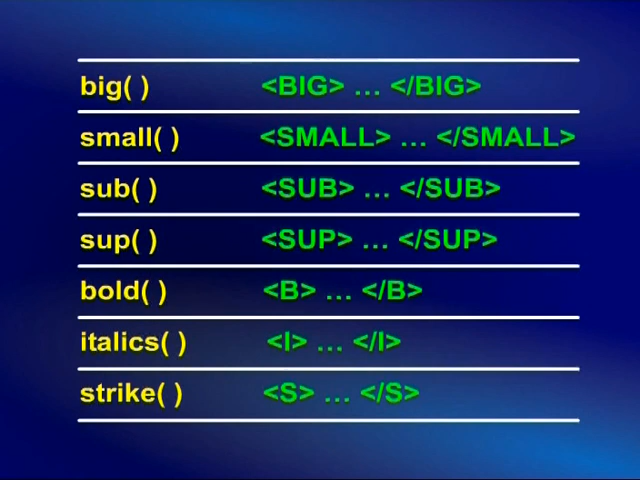 big( ) <BIG> … </BIG>
small( ) <SMALL> … </SMALL>
sub( ) <SUB> … </SUB>
sup( ) <SUP> … </SUP>
bold( ) <B> … </B>
italics( ) <I> … </I>
strike( ) <S> … </S>